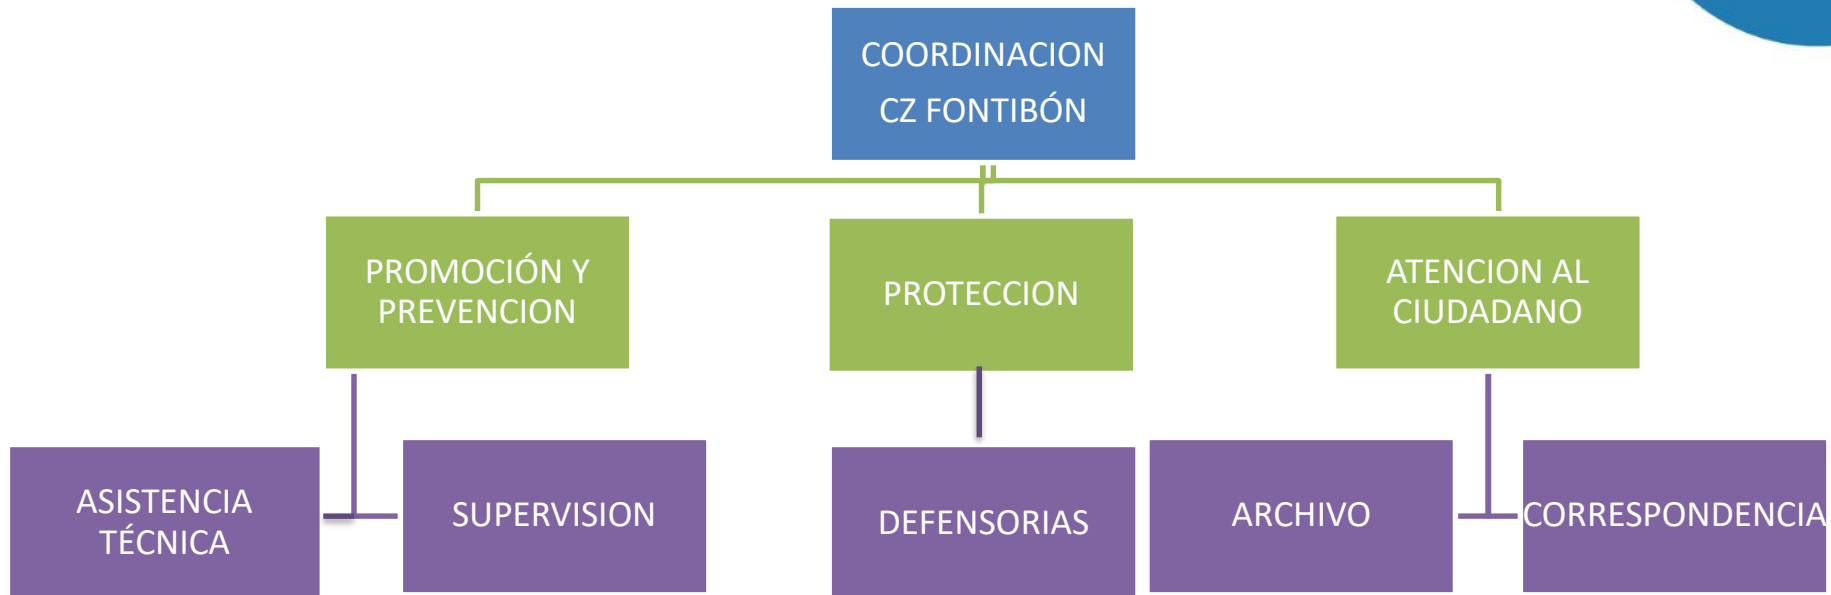 COORDINACION
CZ FONTIBÓN
PROMOCIÓN Y
PREVENCION
PROTECCION
ATENCION AL
CIUDADANO
ASISTENCIA
TÉCNICA
SUPERVISION
DEFENSORIAS
ARCHIVO
CORRESPONDENCIA